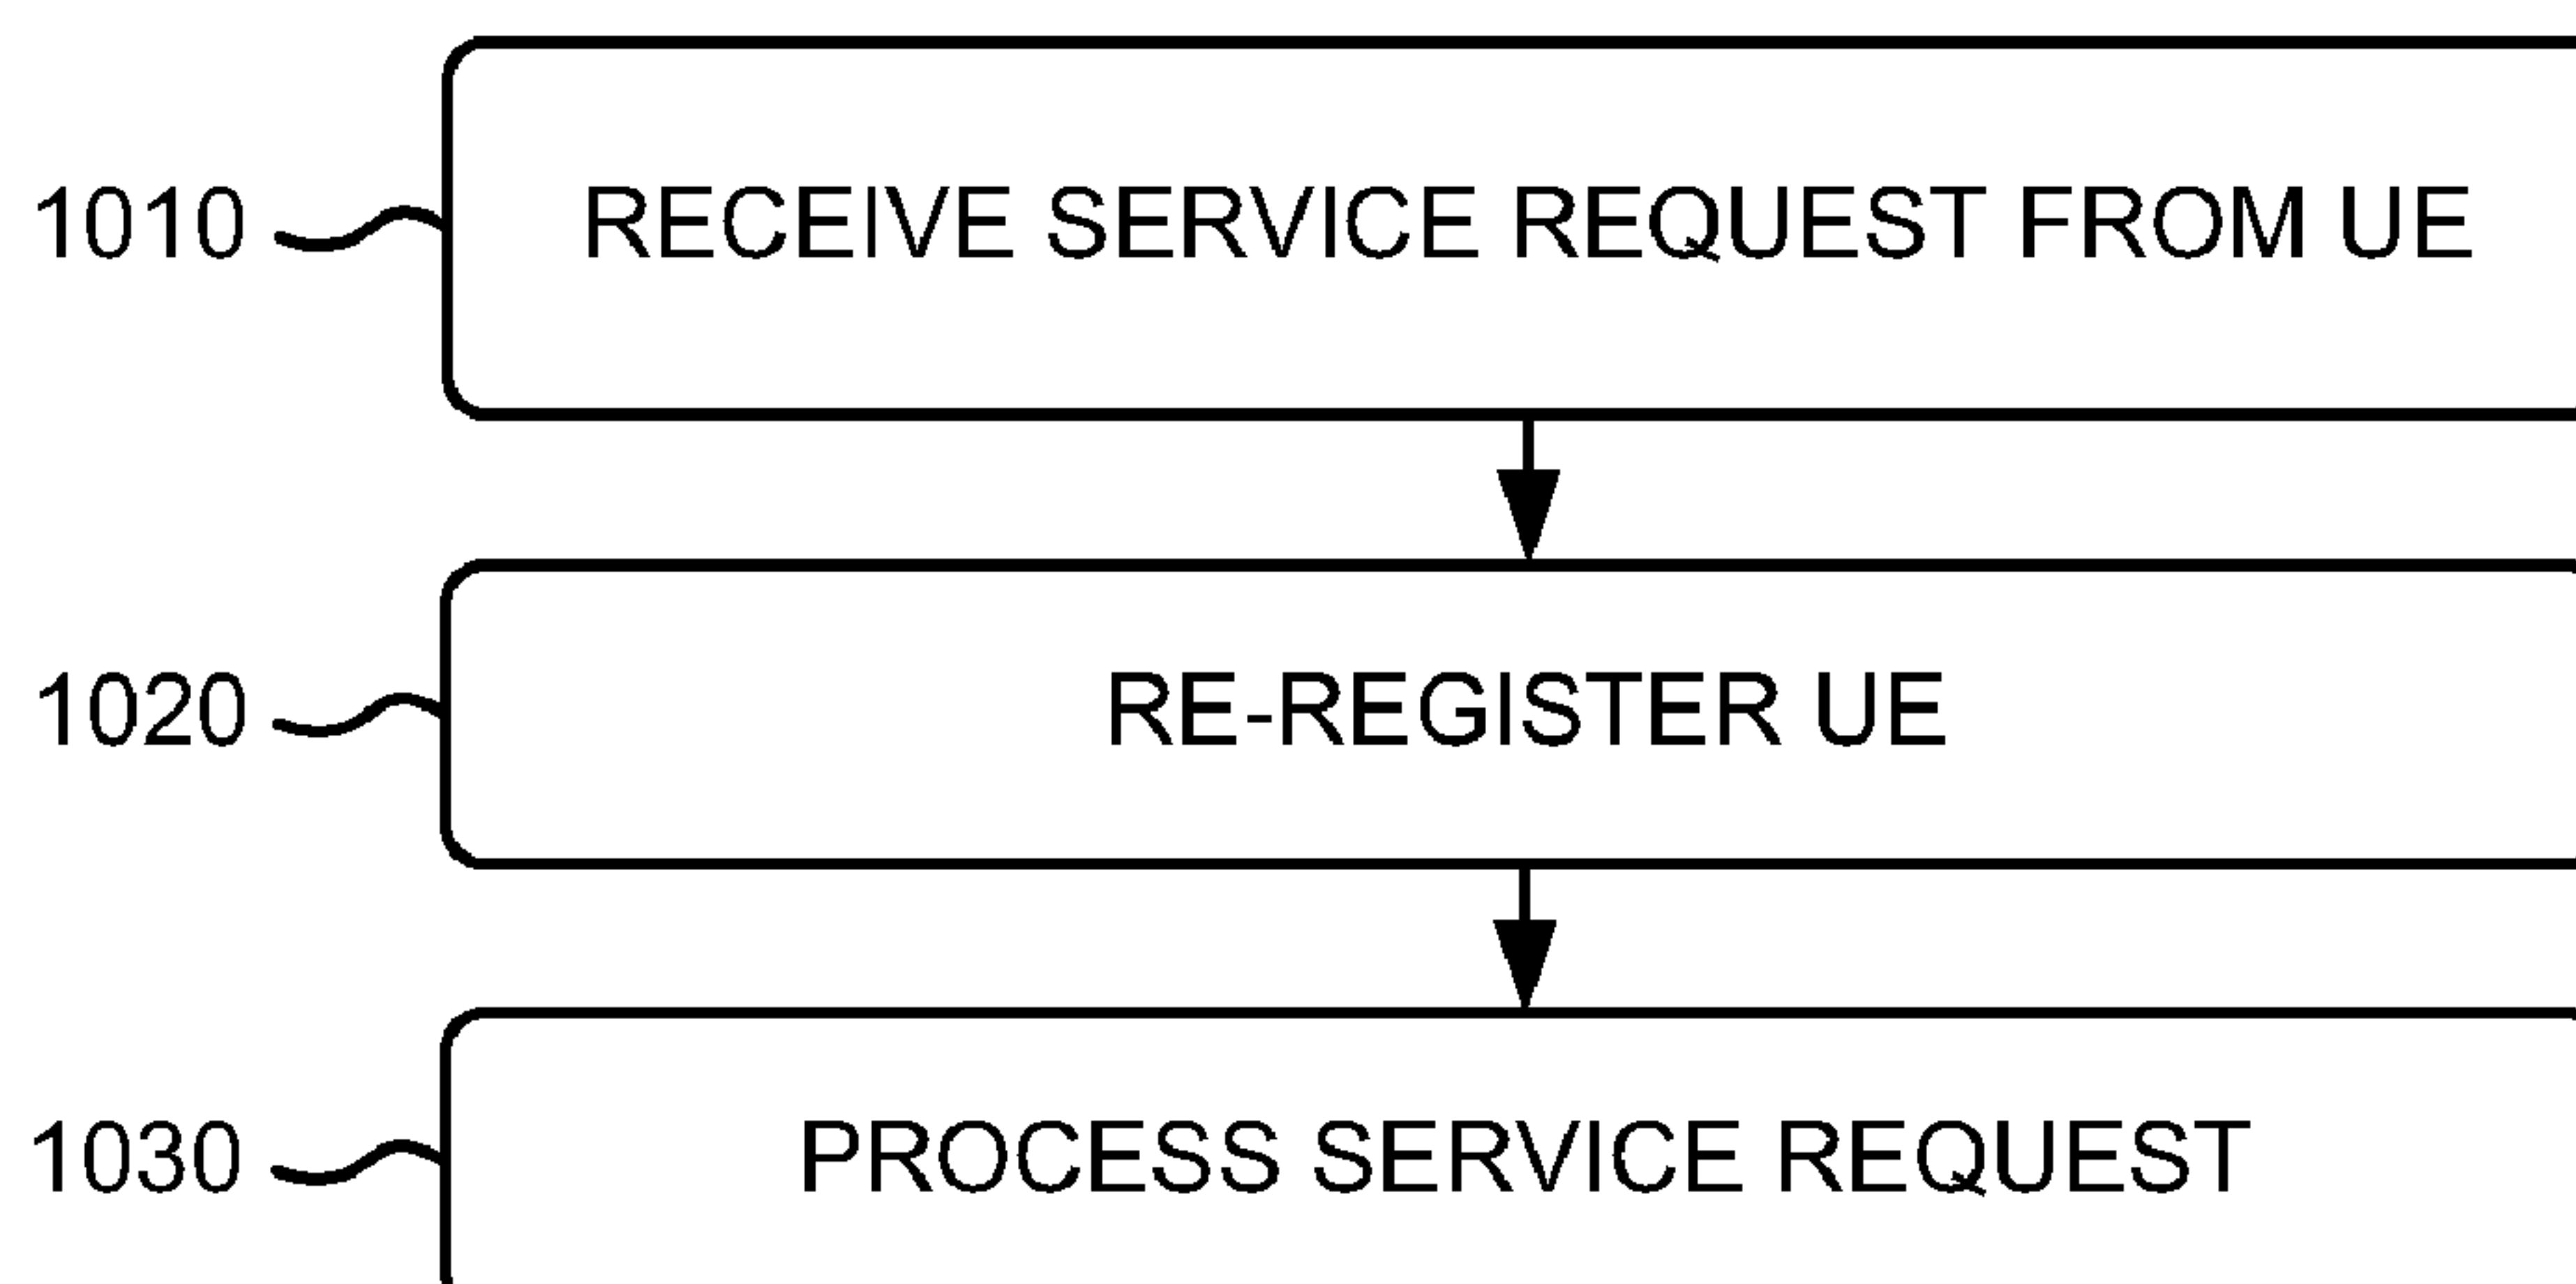 1010 RECEIVE SERVICE REQUEST FROM UE
1020 RE-REGISTER UE
1030 PROCESS SERVICE REQUEST